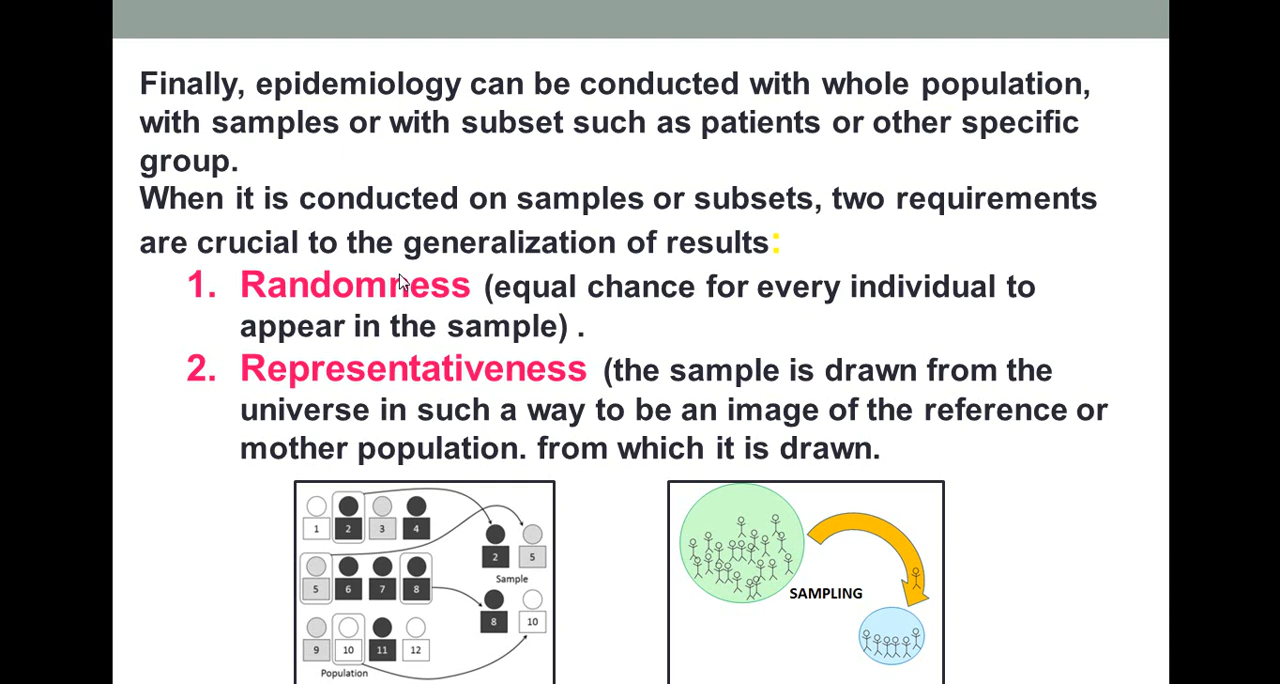 Finally, epidemiology can be conducted with whole population,
with samples or with subset such as patients or other specific
group.
When it is conducted on samples or subsets, two requirements
are crucial to the generalization of results:
1. Randomness (equal chance for every individual to
appear in the sample) .
2. Representativeness (the sample is drawn from the
universe in such a way to be an image of the reference or
mother population. from which it is drawn.
1 2 3 4
2 5
Sample
5 6 7 8
8 10
9 10 11 12
Population
SAMPLING